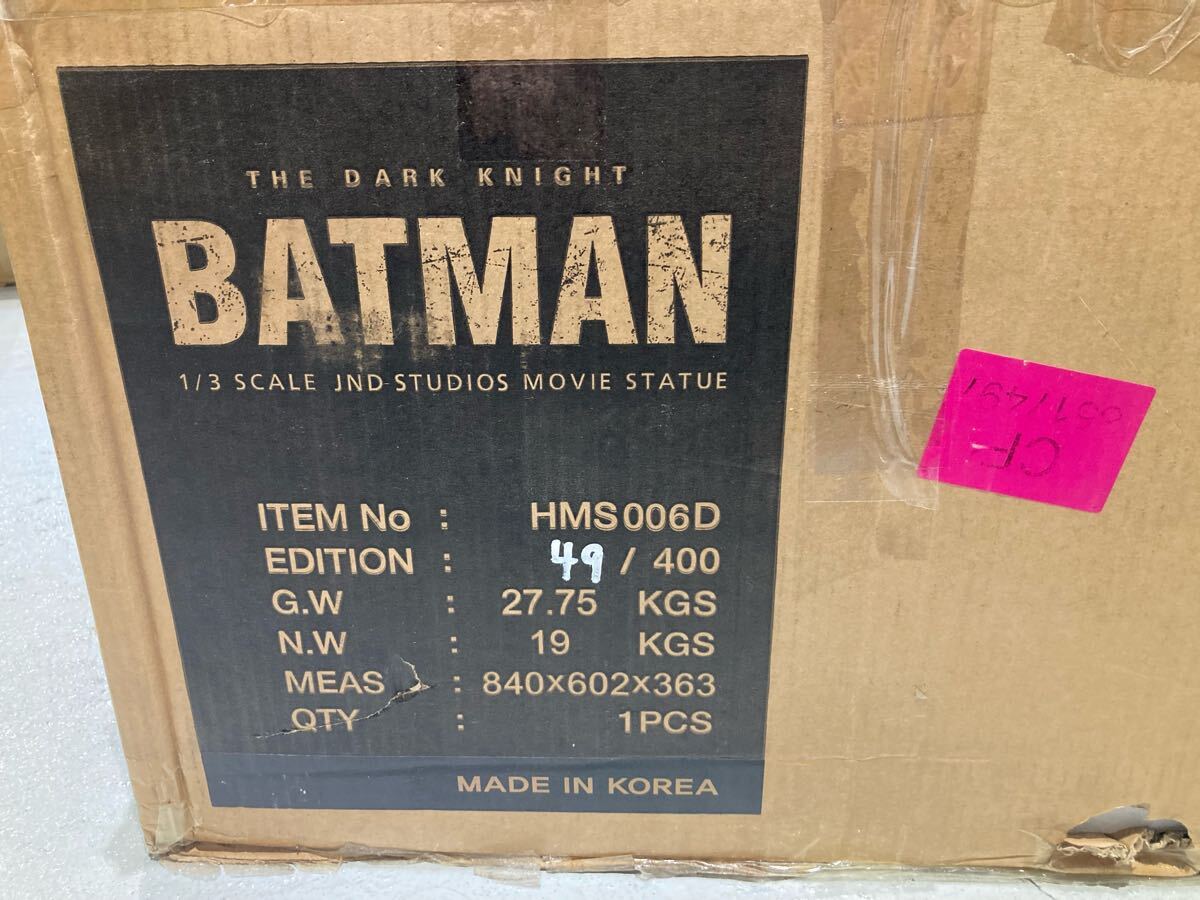 THE DARK KNIGHT
BATMAN
1/3 SCALE JND STUDIOS MOVIE STATUE
ITEM No : HMS006D
EDITION : 49 / 400
G.W : 27.75 KGS
N.W : 19 KGS
MEAS : 840x602x363
QTY : 1PCS
MADE IN KOREA
CF